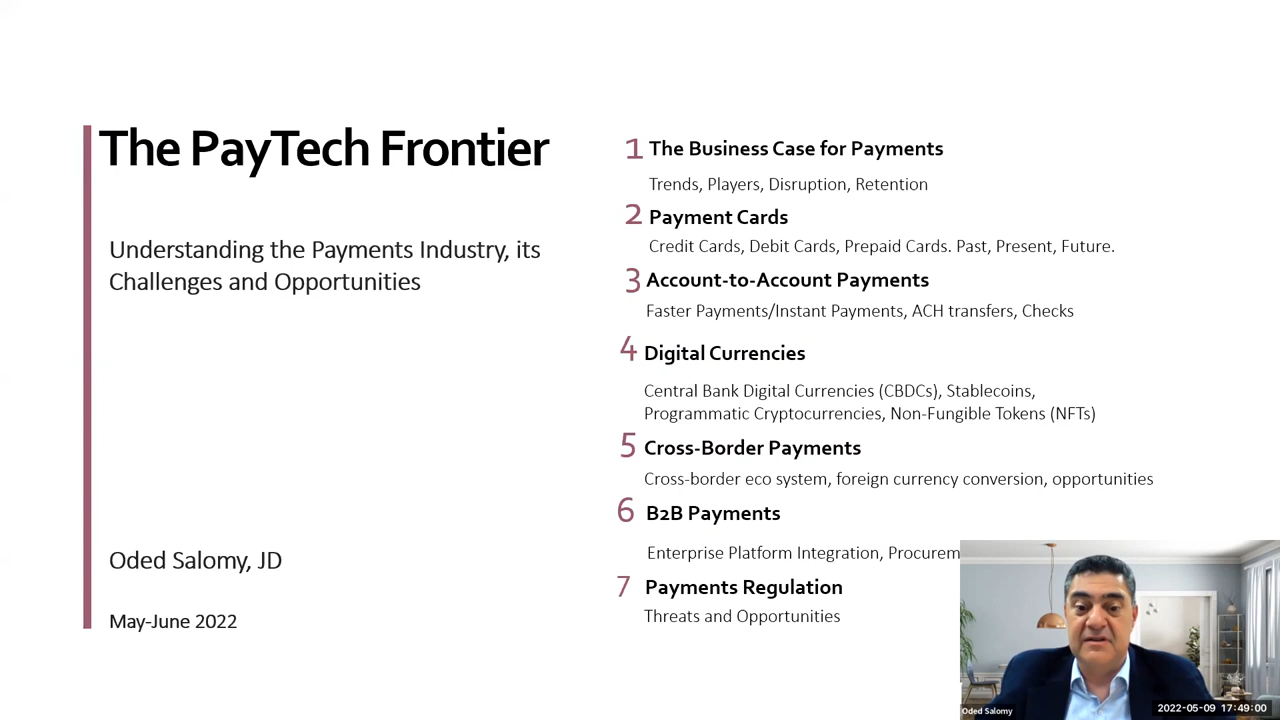 The PayTech Frontier
Understanding the Payments Industry, its
Challenges and Opportunities
Oded Salomy, JD
May-June 2022
1 The Business Case for Payments
Trends, Players, Disruption, Retention
2 Payment Cards
Credit Cards, Debit Cards, Prepaid Cards. Past, Present, Future.
3 Account-to-Account Payments
Faster Payments/Instant Payments, ACH transfers, Checks
4 Digital Currencies
Central Bank Digital Currencies (CBDCs), Stablecoins,
Programmatic Cryptocurrencies, Non-Fungible Tokens (NFTs)
5 Cross-Border Payments
Cross-border eco system, foreign currency conversion, opportunities
6 B2B Payments
Enterprise Platform Integration, Procurem
7 Payments Regulation
Threats and Opportunities
Oded Salomy
2022-05-09 17:49:00